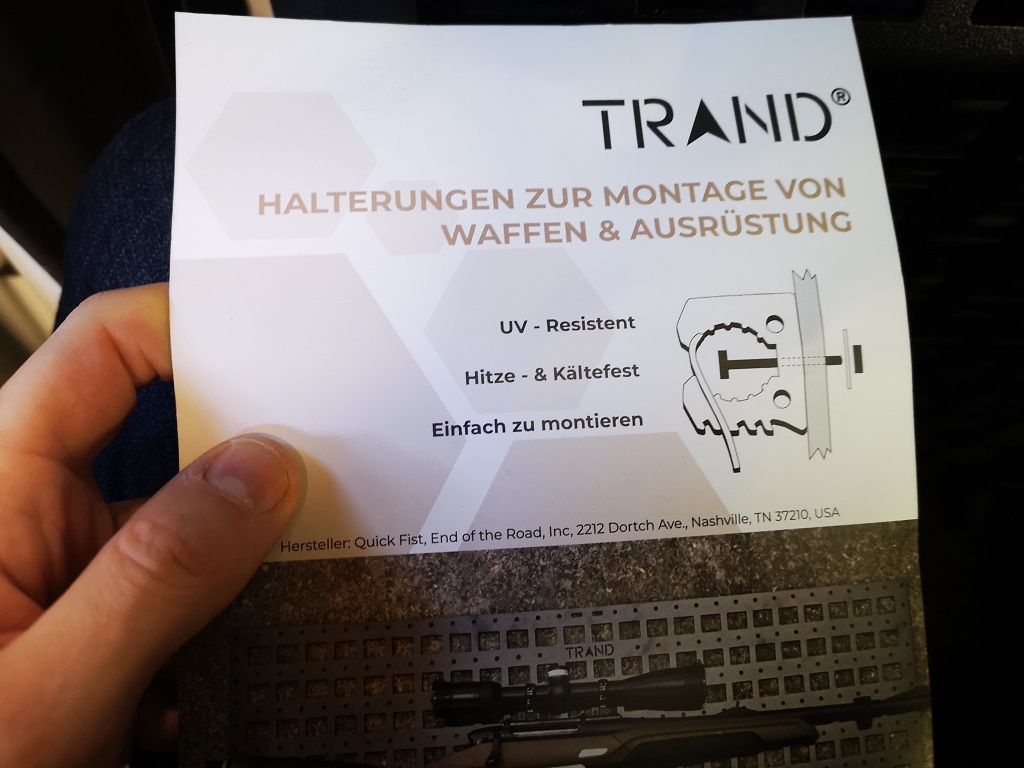 TRAND®
HALTERUNGEN ZUR MONTAGE VON
WAFFEN & AUSRÜSTUNG
UV - Resistent
Hitze - & Kältefest
Einfach zu montieren
Hersteller: Quick Fist, End of the Road, Inc, 2212 Dortch Ave., Nashville, TN 37210, USA
TRAND